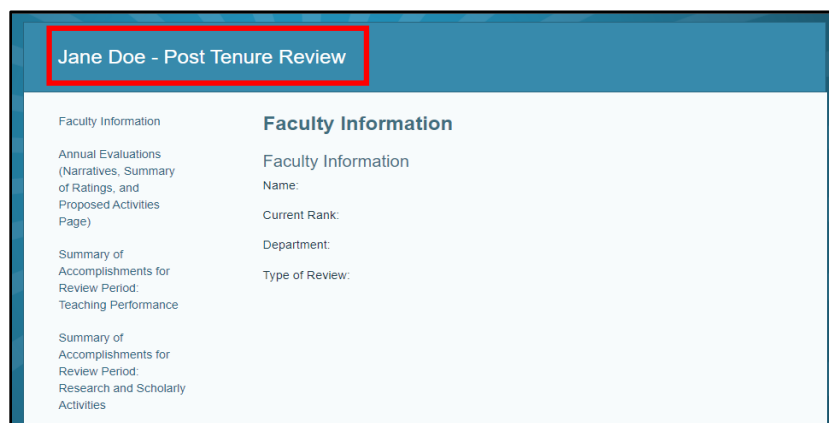 Jane Doe - Post Tenure Review
Faculty Information
Annual Evaluations
(Narratives, Summary
of Ratings, and
Proposed Activities
Page)
Summary of
Accomplishments for
Review Period:
Teaching Performance
Summary of
Accomplishments for
Review Period:
Research and Scholarly
Activities
Faculty Information
Faculty Information
Name:
Current Rank:
Department:
Type of Review: